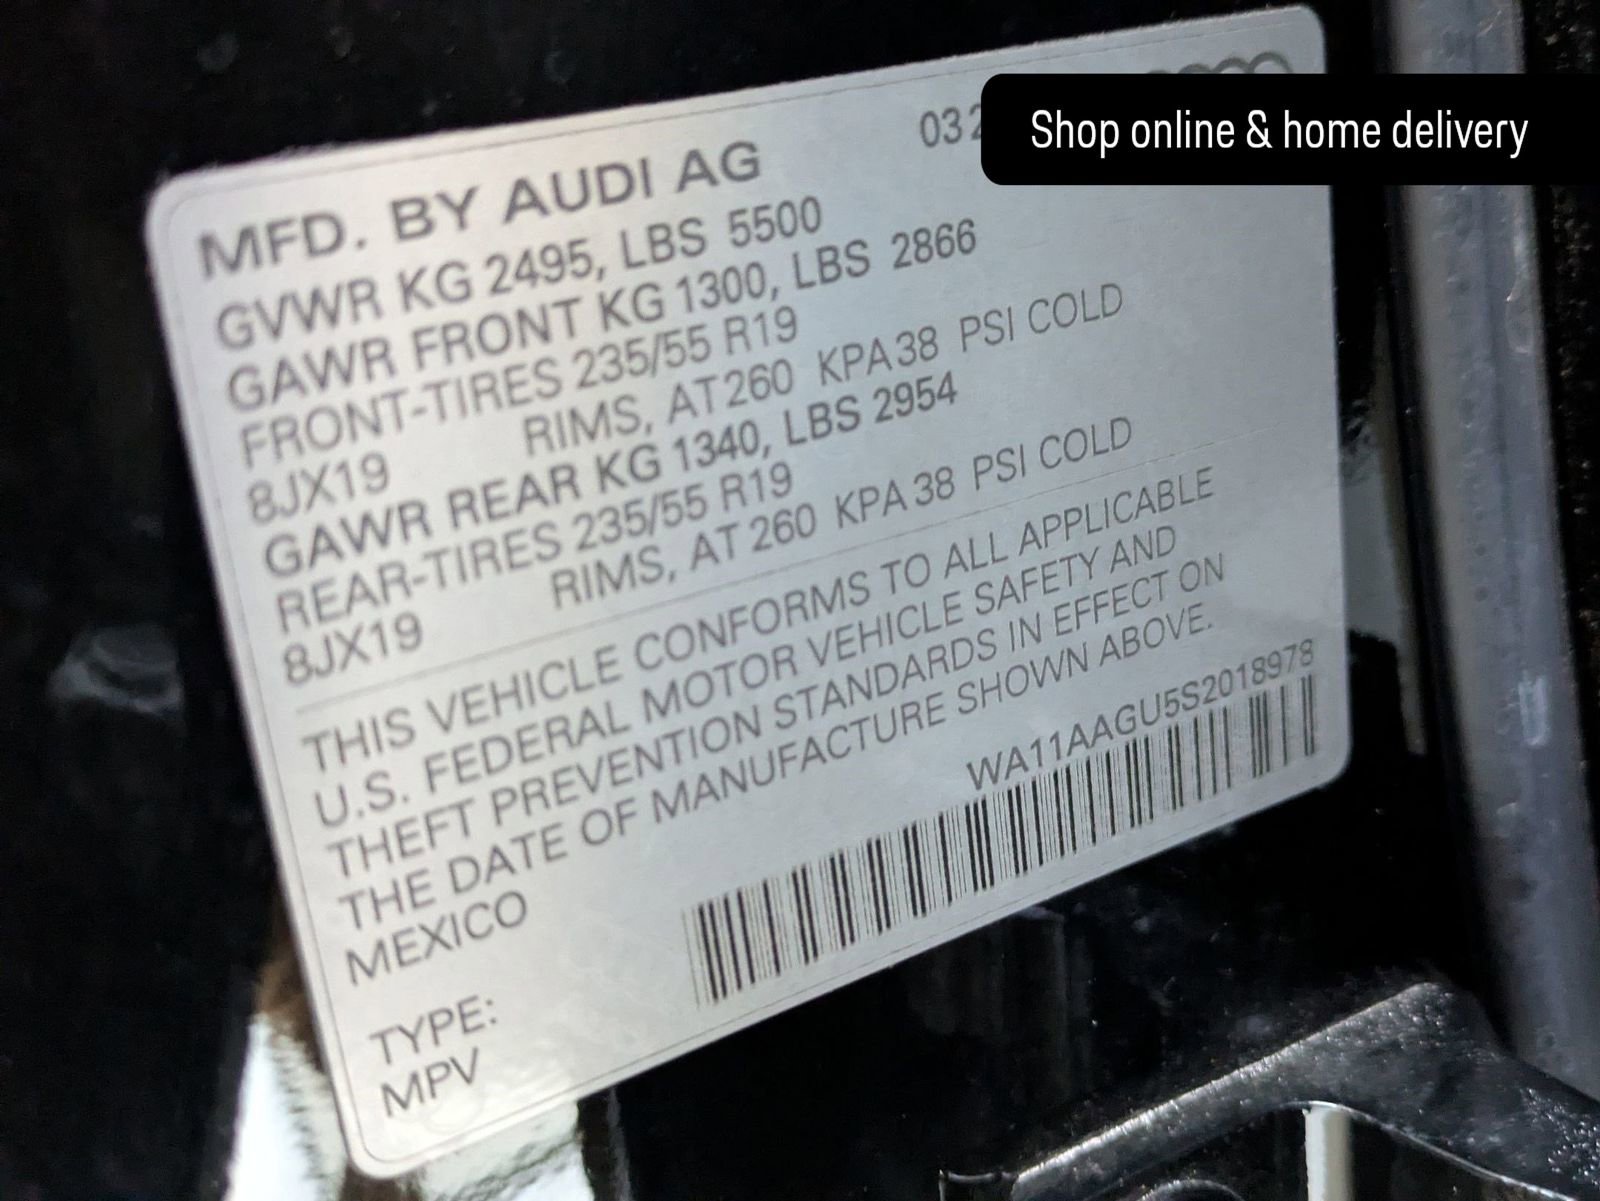 Shop online & home delivery
MFD. BY AUDI AG 03
GVWR KG 2495, LBS 5500
GAWR FRONT KG 1300, LBS 2866
FRONT-TIRES 235/55 R19
8JX19 RIMS, AT 260 KPA 38 PSI COLD
GAWR REAR KG 1340, LBS 2954
REAR-TIRES 235/55 R19
8JX19 RIMS, AT 260 KPA 38 PSI COLD
THIS VEHICLE CONFORMS TO ALL APPLICABLE
U.S. FEDERAL MOTOR VEHICLE SAFETY AND
THEFT PREVENTION STANDARDS IN EFFECT ON
THE DATE OF MANUFACTURE SHOWN ABOVE.
MEXICO WA11AAGU5S2018978
TYPE:
MPV